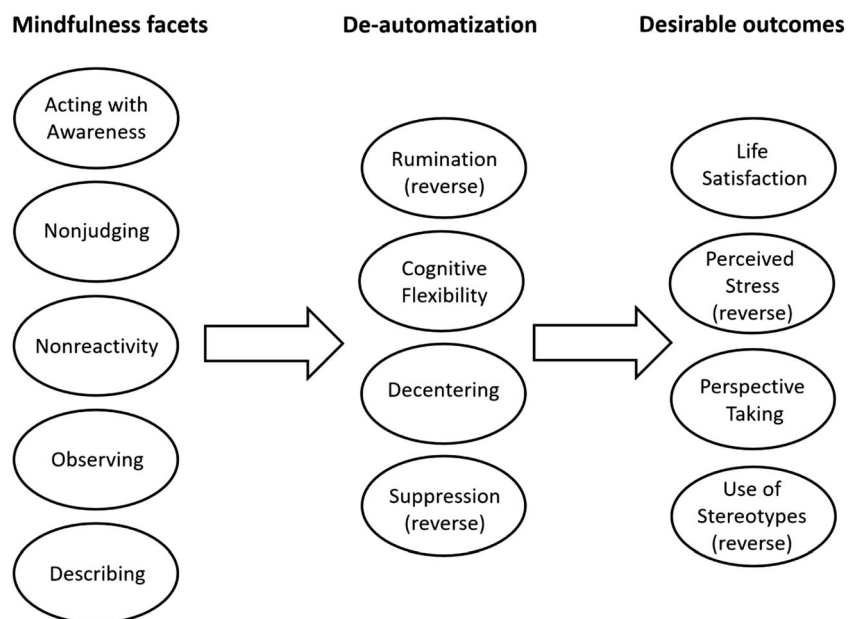 Mindfulness facets
Acting with
Awareness
Nonjudging
Nonreactivity
Observing
Describing
De-automatization
Rumination
(reverse)
Cognitive
Flexibility
Decentering
Suppression
(reverse)
Desirable outcomes
Life
Satisfaction
Perceived
Stress
(reverse)
Perspective
Taking
Use of
Stereotypes
(reverse)